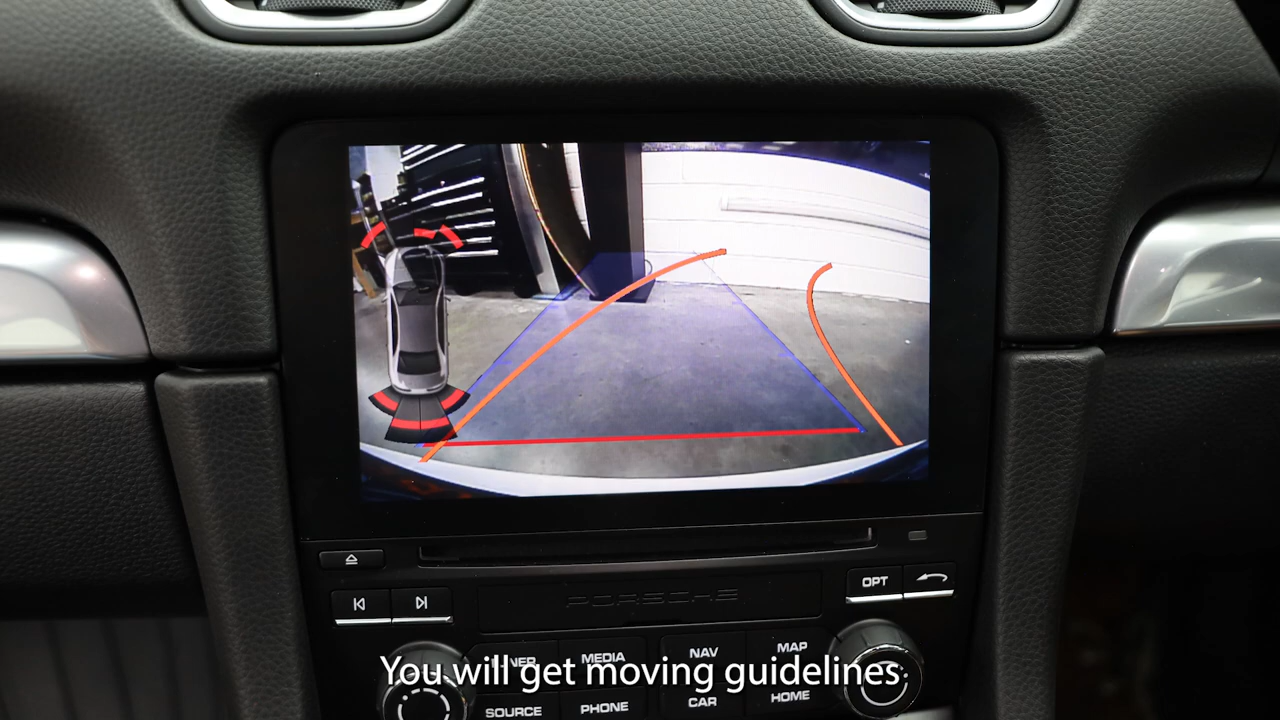 PORSCHE
OPT
MEDIA
NAV
MAP
SOURCE
PHONE
CAR
HOME
You will get moving guidelines